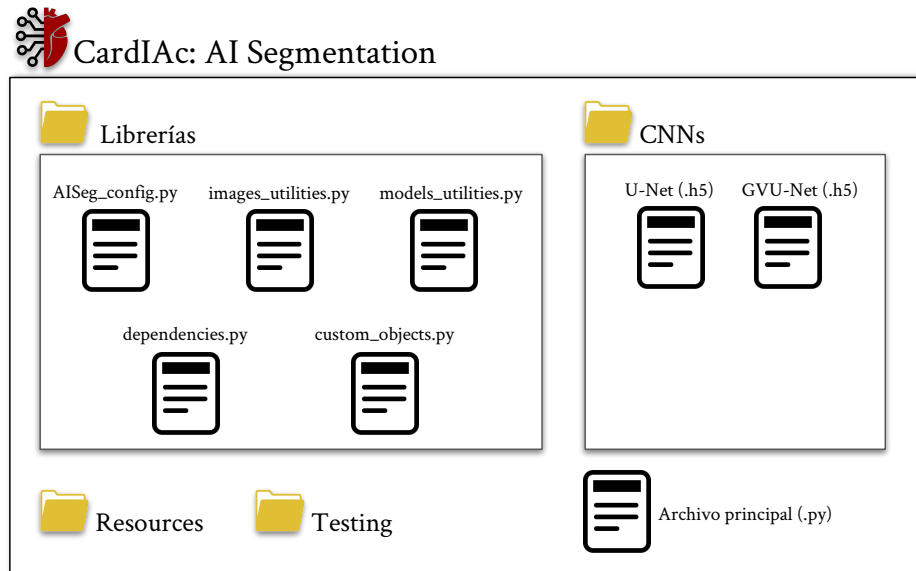 CardIAc: AI Segmentation
Librerías
CNNs
AISeg_config.py
images_utilities.py
models_utilities.py
U-Net (.h5)
GVU-Net (.h5)
dependencies.py
custom_objects.py
Resources
Testing
Archivo principal (.py)